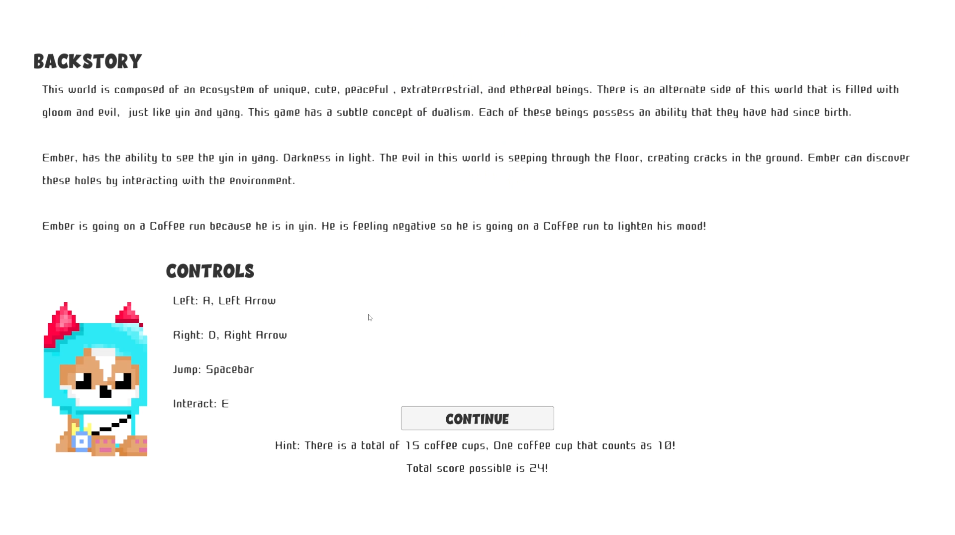 BACKSTORY
This world is composed of an ecosystem of unique, cute, peaceful , extraterrestrial, and ethereal beings. There is an alternate side of this world that is filled with
gloom and evil,  just like yin and yang. This game has a subtle concept of dualism. Each of these beings possess an ability that they have had since birth.
Ember, has the ability to see the yin in yang. Darkness in light. The evil in this world is seeping through the floor, creating cracks in the ground. Ember can discover
these holes by interacting with the environment.
Ember is going on a Coffee run because he is in yin. He is feeling negative so he is going on a Coffee run to lighten his mood!
CONTROLS
Left: A, Left Arrow
Right: D, Right Arrow
Jump: Spacebar
Interact: E
CONTINUE
Hint: There is a total of 15 coffee cups, One coffee cup that counts as 10!
Total score possible is 24!